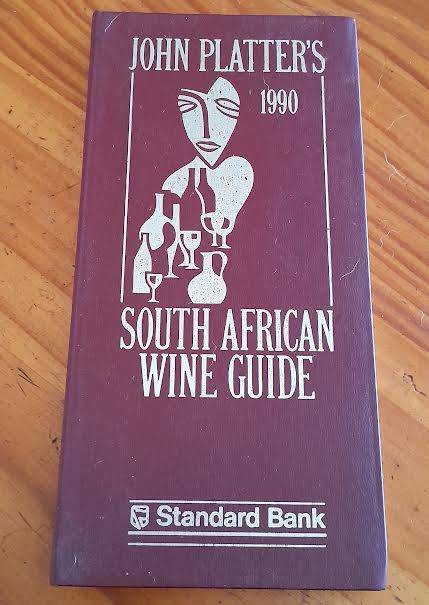 JOHN PLATTER'S
1990
SOUTH AFRICAN
WINE GUIDE
Standard Bank